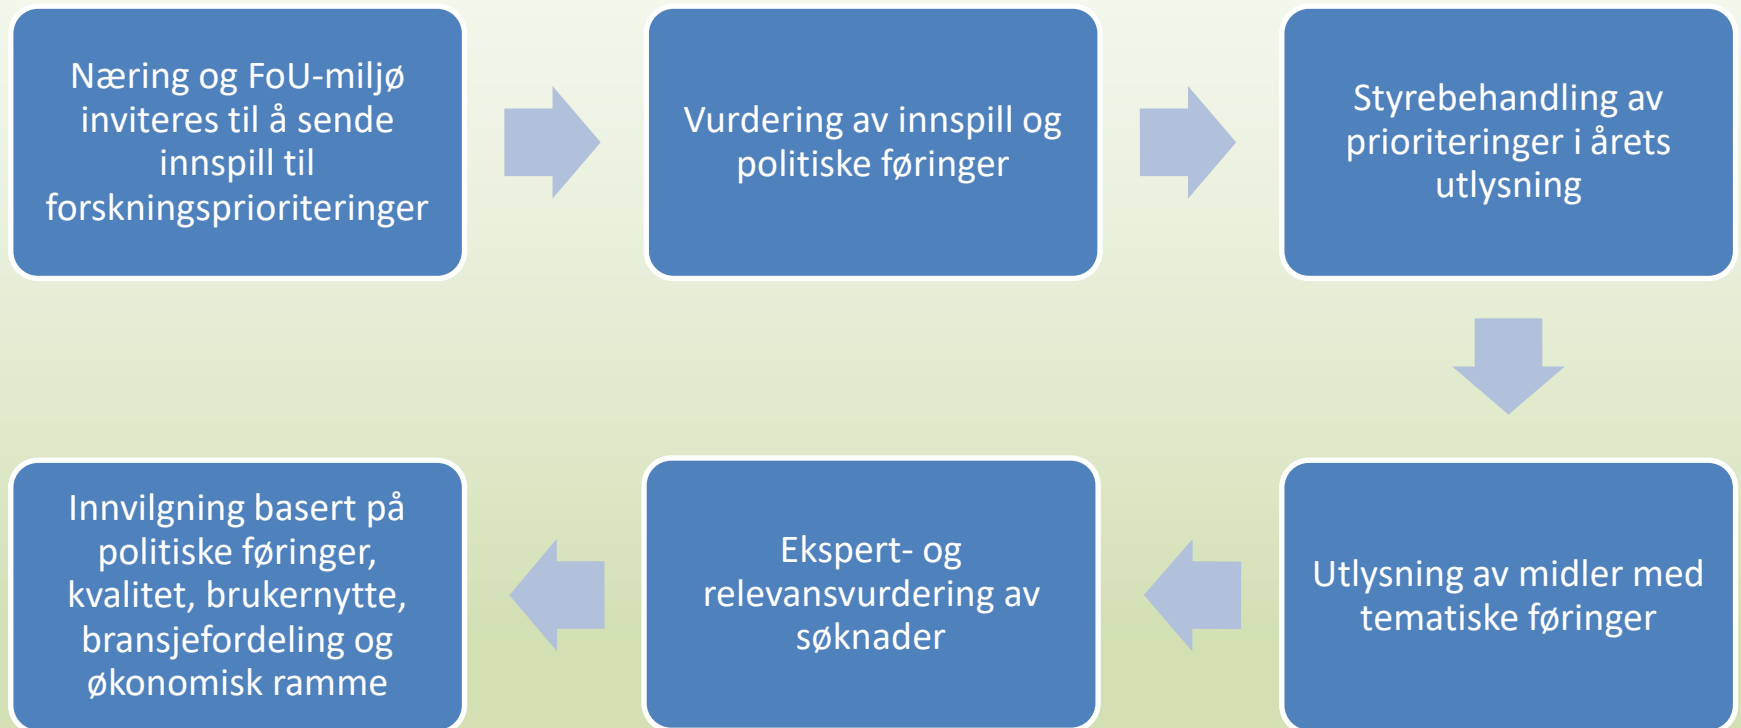 Næring og FoU-miljø
inviteres til å sende
innspill til
forskningsprioriteringer
Vurdering av innspill og
politiske føringer
Styrebehandling av
prioriteringer i årets
utlysning
Utlysning av midler med
tematiske føringer
Ekspert- og
relevansvurdering av
søknader
Innvilgning basert på
politiske føringer,
kvalitet, brukernytte,
bransjefordeling og
økonomisk ramme